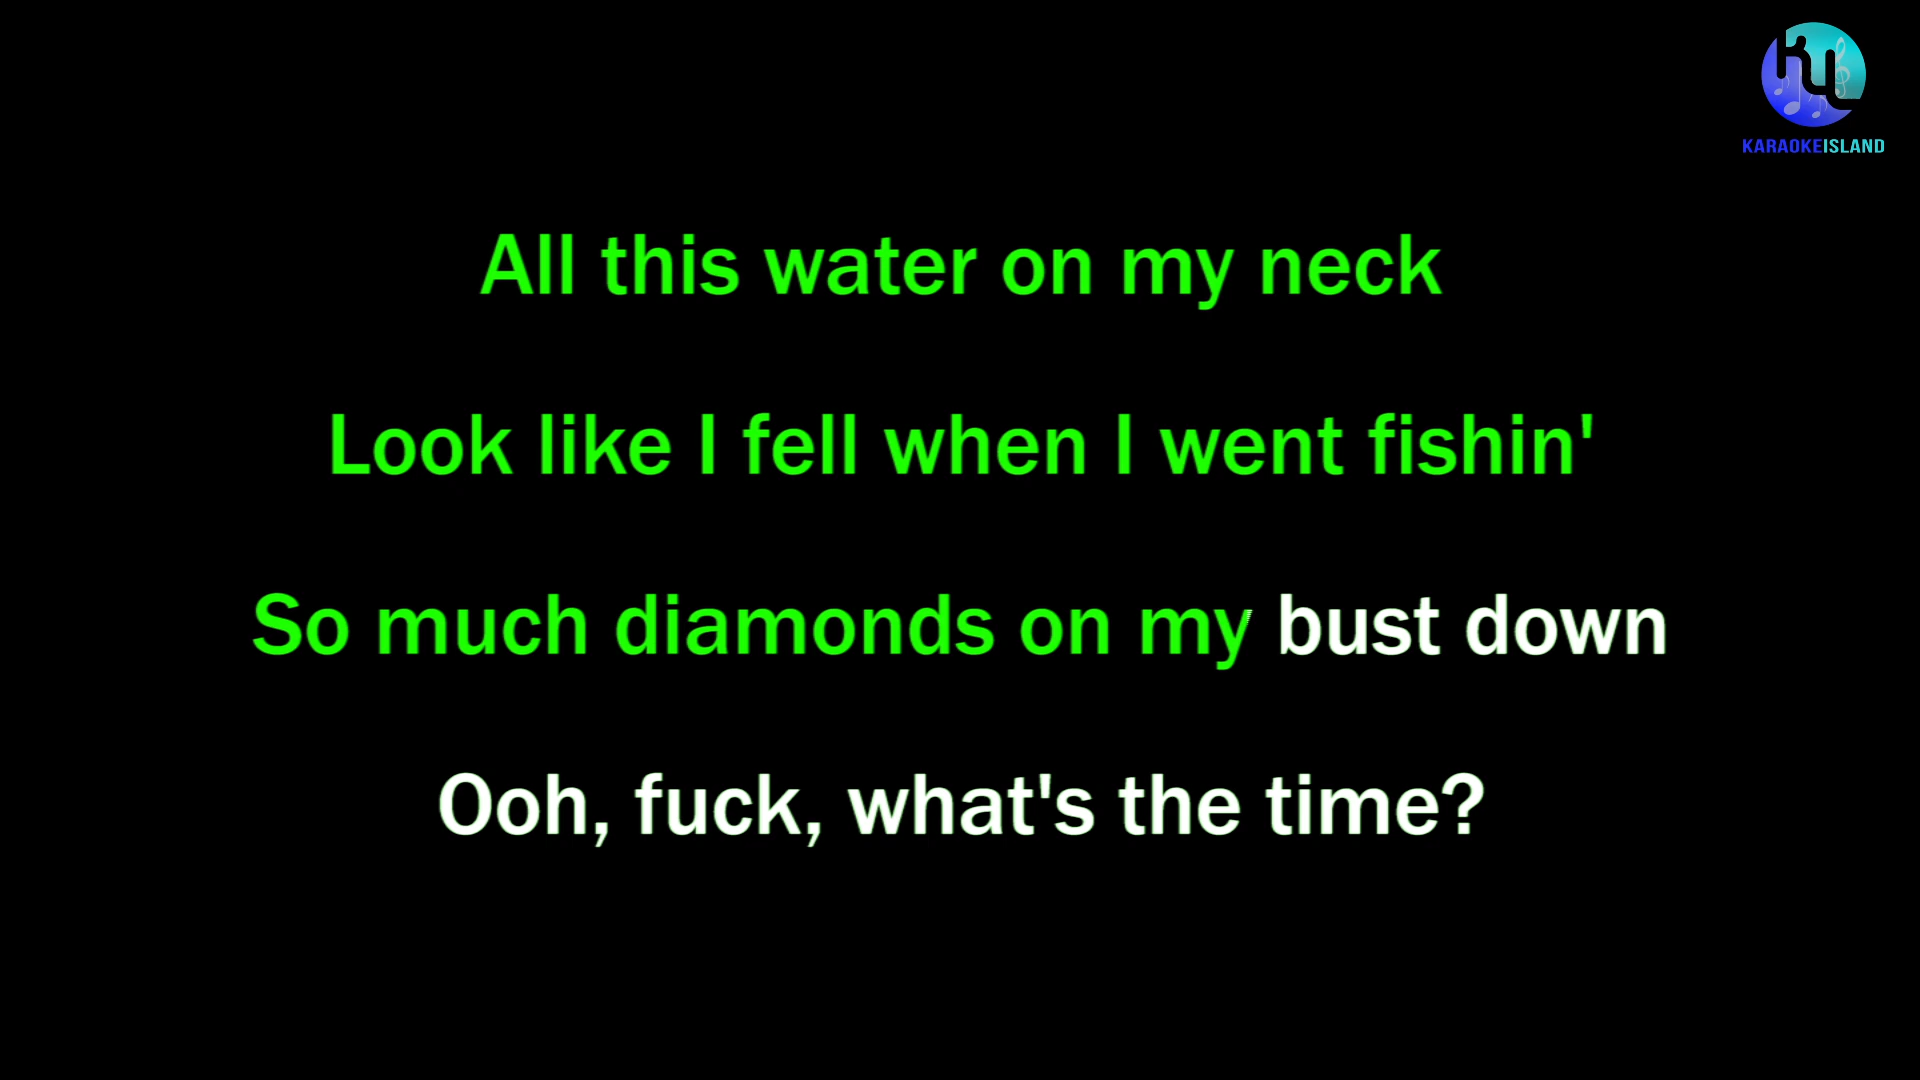 KARAOKEISLAND
All this water on my neck
Look like I fell when I went fishin'
So much diamonds on my bust down
Ooh, fuck, what's the time?